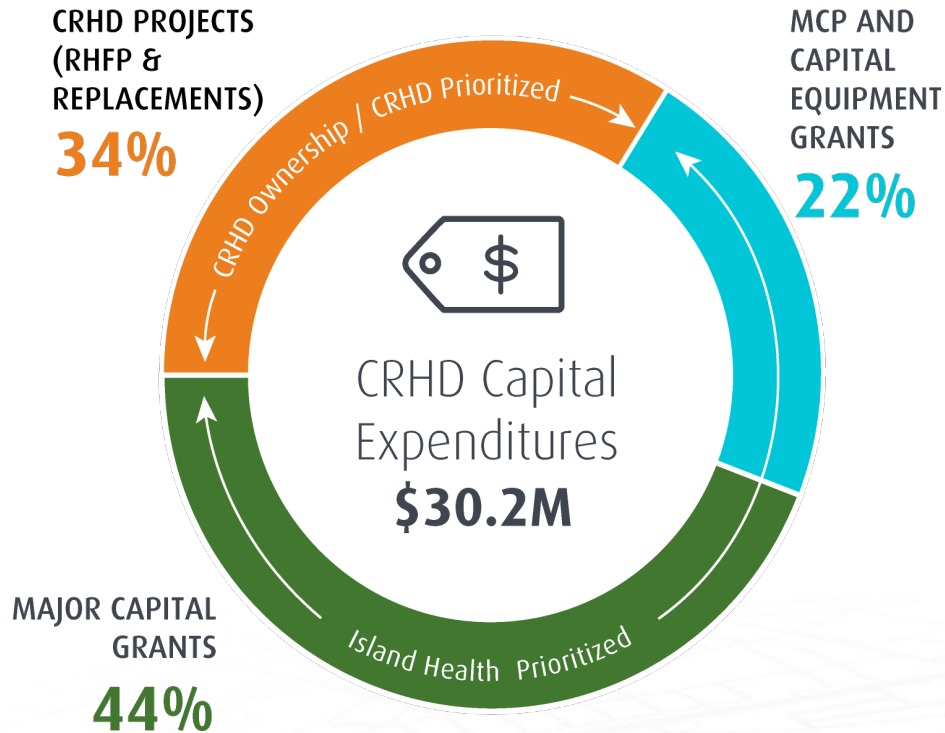 CRHD PROJECTS
(RHFP &
REPLACEMENTS)
34%
MCP AND
CAPITAL
EQUIPMENT
GRANTS
22%
CRHD Ownership / CRHD Prioritized
$
CRHD Capital
Expenditures
$30.2M
MAJOR CAPITAL
GRANTS
44%
Island Health Prioritized